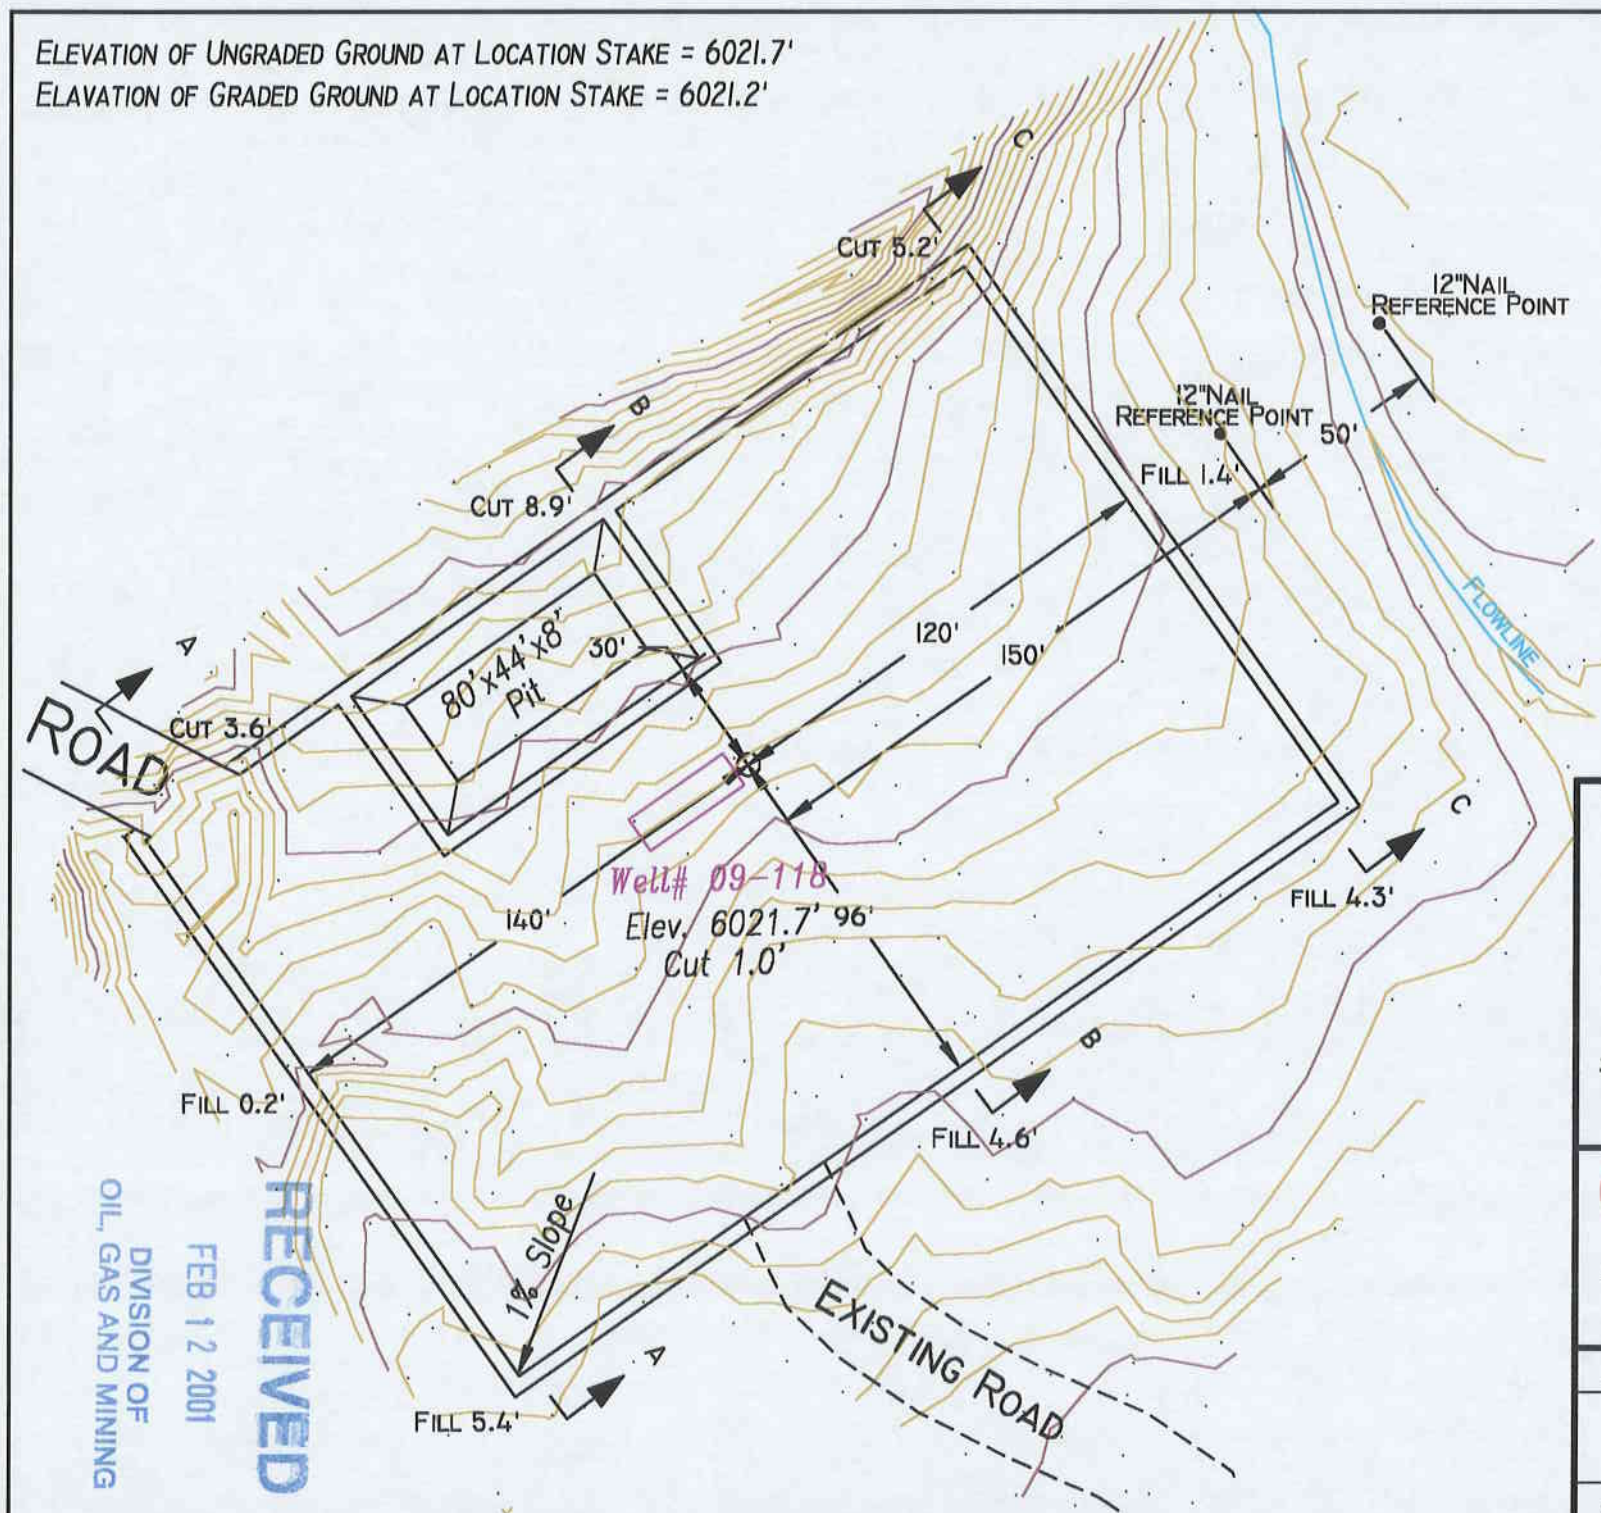 ELEVATION OF UNGRADED GROUND AT LOCATION STAKE = 6021.7'
ELAVATION OF GRADED GROUND AT LOCATION STAKE = 6021.2'
C
CUT 5.2'
12"NAIL
REFERENCE POINT
12"NAIL
REFERENCE POINT
50'
FILL 1.4'
B
CUT 8.9'
FLOWLINE
120'
150'
30'
80'x44'x8'
Pit
A
CUT 3.6'
ROAD
C
FILL 4.3'
Well# 09-118
Elev. 6021.7'
Cut 1.0'
96'
140'
B
FILL 4.6'
FILL 0.2'
1% Slope
EXISTING ROAD
A
FILL 5.4'
RECEIVED
FEB 12 2001
DIVISION OF
OIL, GAS AND MINING